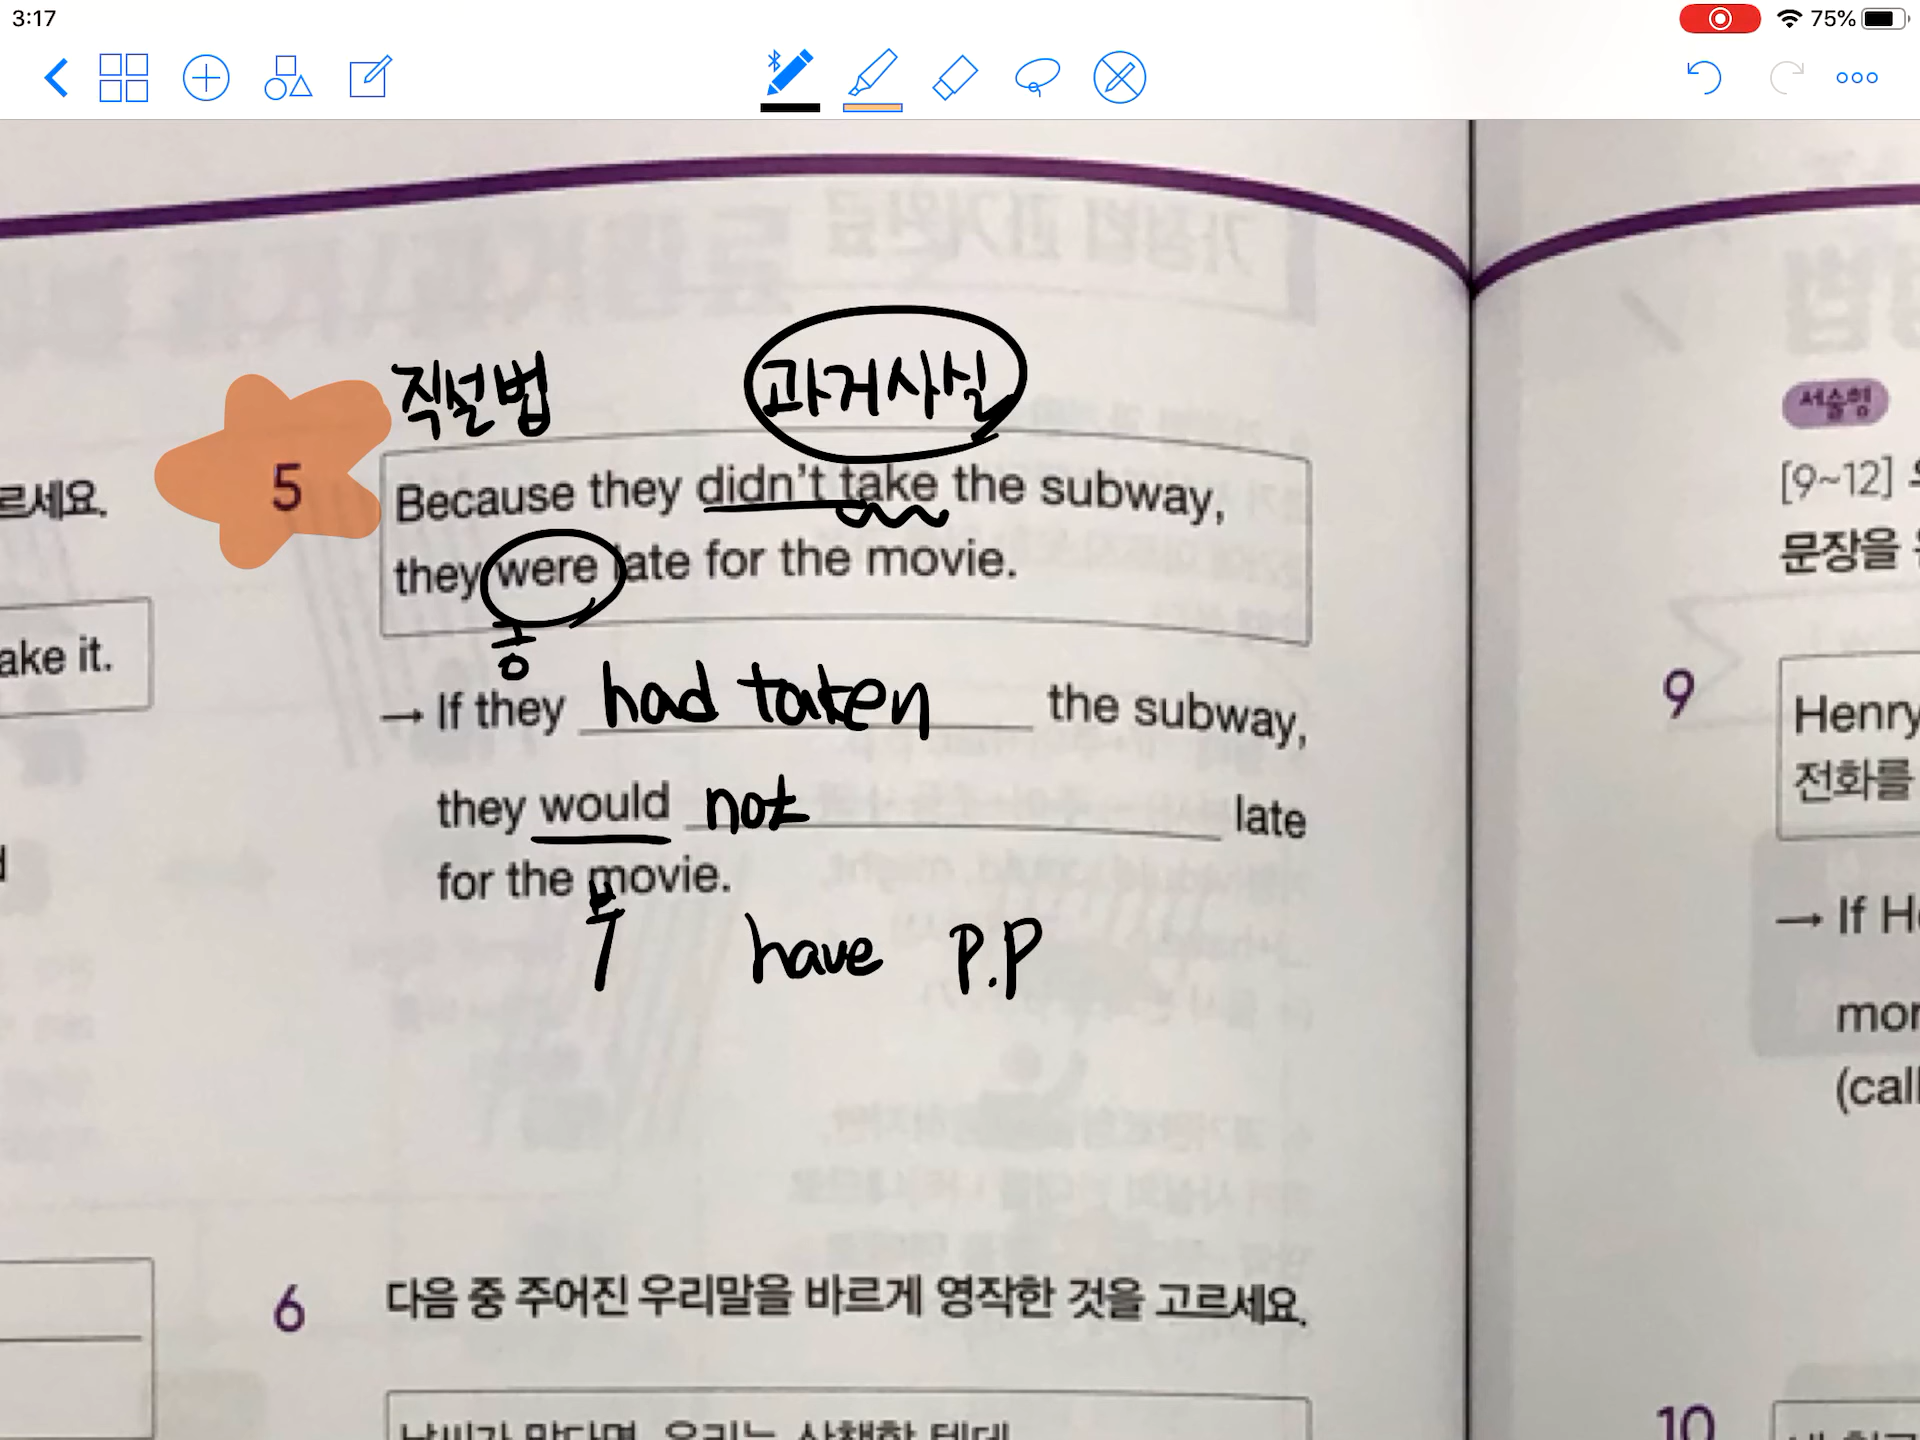 3:17
75%
직설법 과거사실
르세요.
5
Because they didn't take the subway,
they were late for the movie.
긍
ake it.
→ If they had taken the subway,
they would not late
for the movie.
부
have P.P
6
다음 중 주어진 우리말을 바르게 영작한 것을 고르세요.
서술형
[9~12]
문장을
9
Henry
전화를
→ If He
mor
(call
10